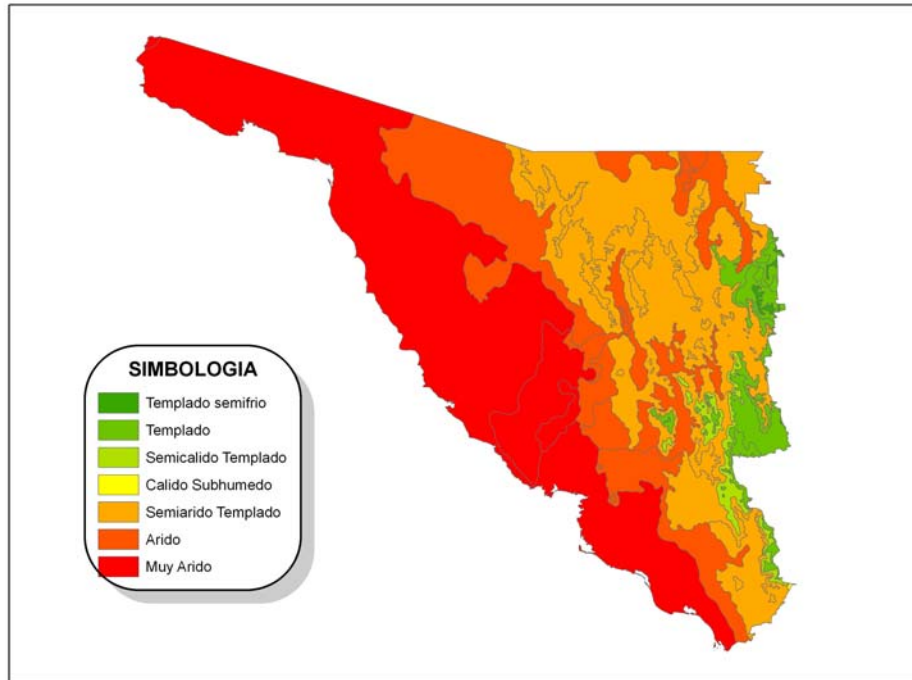 SIMBOLOGIA
Templado semifrio
Templado
Semicalido Templado
Calido Subhumedo
Semiarido Templado
Arido
Muy Arido